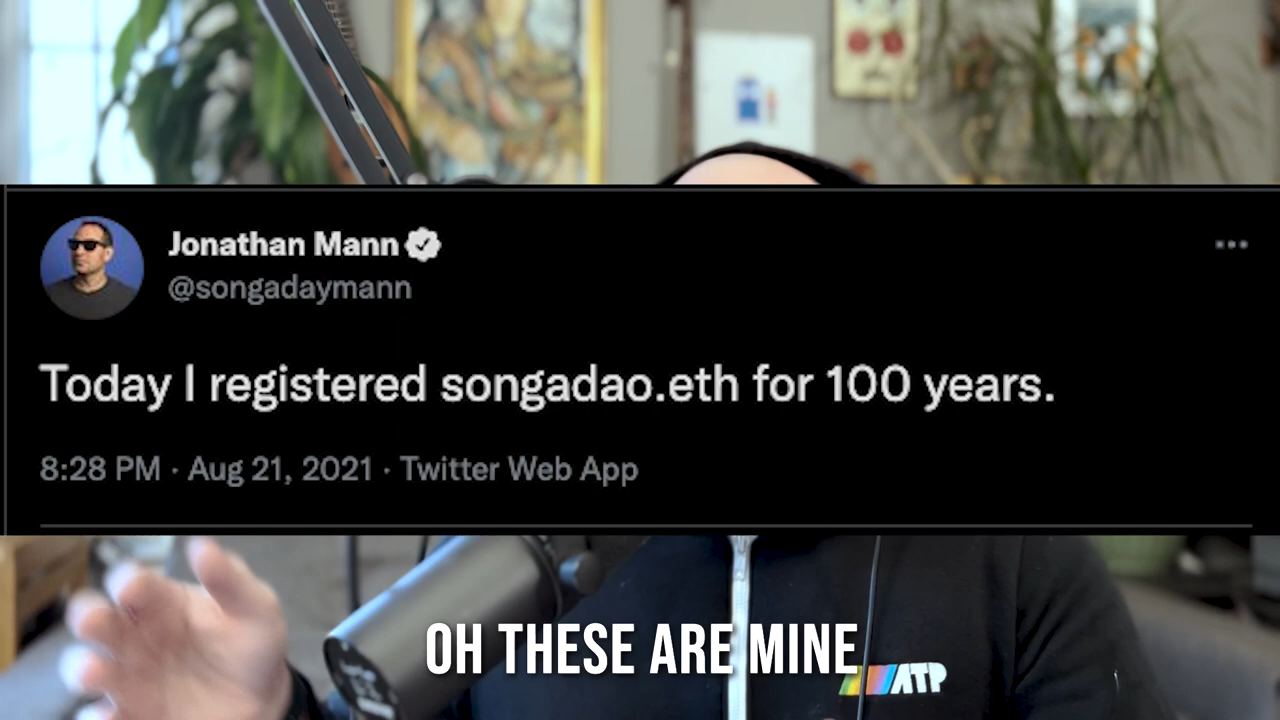 Jonathan Mann
@songadaymann
Today I registered songadao.eth for 100 years.
8:28 PM · Aug 21, 2021 · Twitter Web App
OH THESE ARE MINE
ATP